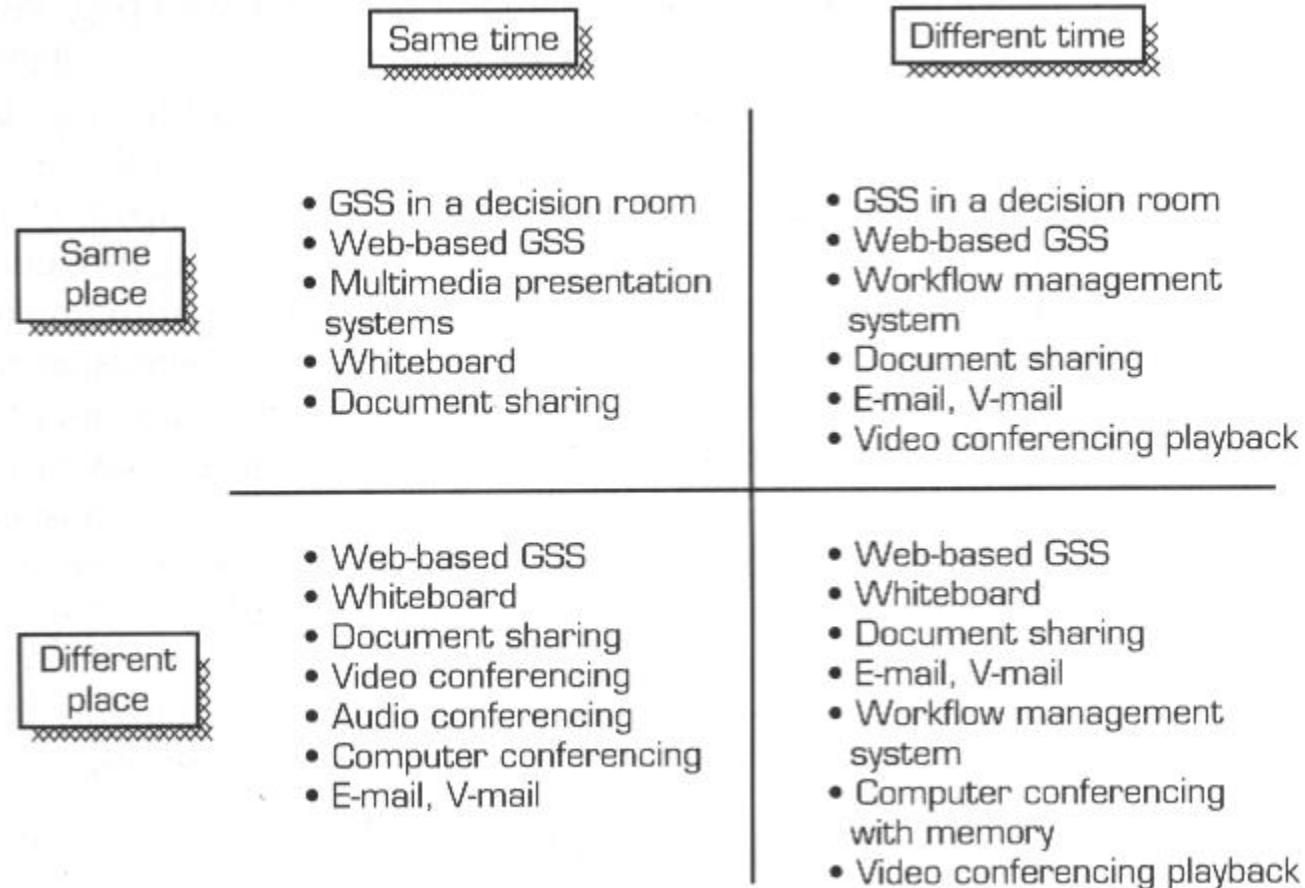 Same time
Different time
Same
place
• GSS in a decision room
• Web-based GSS
• Multimedia presentation
systems
• Whiteboard
• Document sharing
• GSS in a decision room
• Web-based GSS
• Workflow management
system
• Document sharing
• E-mail, V-mail
• Video conferencing playback
Different
place
• Web-based GSS
• Whiteboard
• Document sharing
• Video conferencing
• Audio conferencing
• Computer conferencing
• E-mail, V-mail
• Web-based GSS
• Whiteboard
• Document sharing
• E-mail, V-mail
• Workflow management
system
• Computer conferencing
with memory
• Video conferencing playback